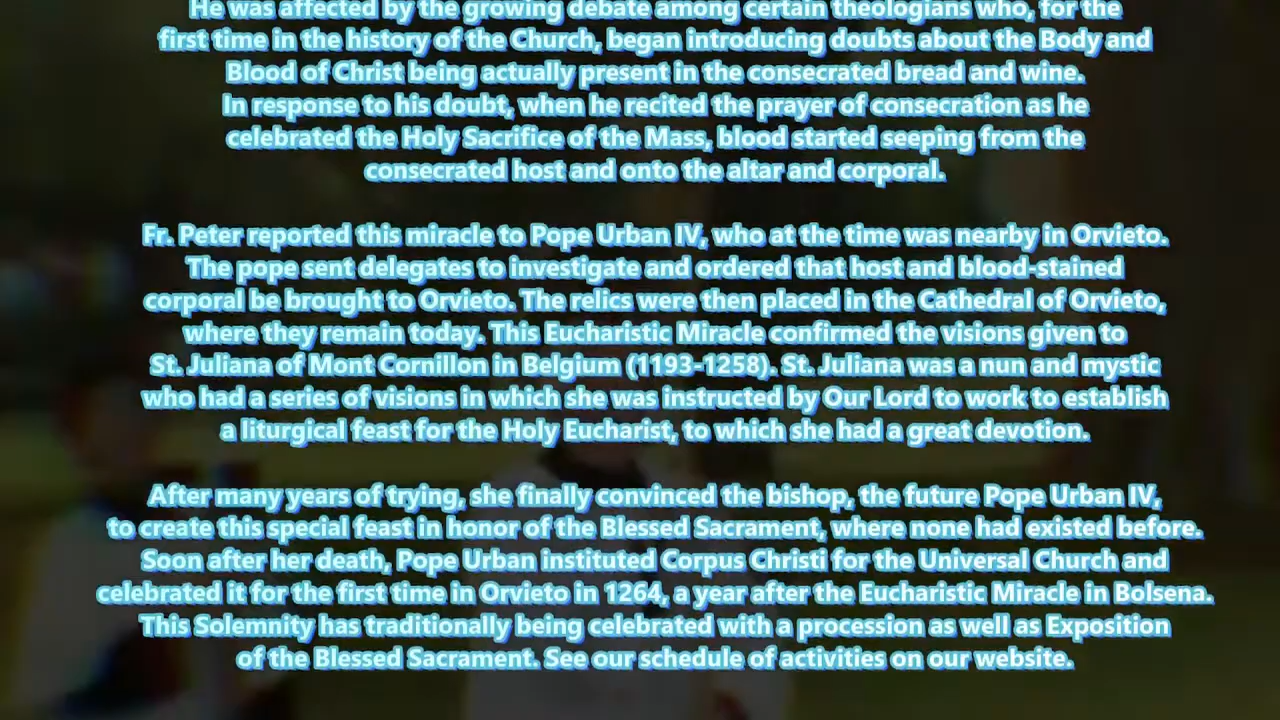 He was affected by the growing debate among certain theologians who, for the
first time in the history of the Church, began introducing doubts about the Body and
Blood of Christ being actually present in the consecrated bread and wine.
In response to his doubt, when he recited the prayer of consecration as he
celebrated the Holy Sacrifice of the Mass, blood started seeping from the
consecrated host and onto the altar and corporal.
Fr. Peter reported this miracle to Pope Urban IV, who at the time was nearby in Orvieto.
The pope sent delegates to investigate and ordered that host and blood-stained
corporal be brought to Orvieto. The relics were then placed in the Cathedral of Orvieto,
where they remain today. This Eucharistic Miracle confirmed the visions given to
St. Juliana of Mont Cornillon in Belgium (1193-1258). St. Juliana was a nun and mystic
who had a series of visions in which she was instructed by Our Lord to work to establish
a liturgical feast for the Holy Eucharist, to which she had a great devotion.
After many years of trying, she finally convinced the bishop, the future Pope Urban IV,
to create this special feast in honor of the Blessed Sacrament, where none had existed before.
Soon after her death, Pope Urban instituted Corpus Christi for the Universal Church and
celebrated it for the first time in Orvieto in 1264, a year after the Eucharistic Miracle in Bolsena.
This Solemnity has traditionally being celebrated with a procession as well as Exposition
of the Blessed Sacrament. See our schedule of activities on our website.